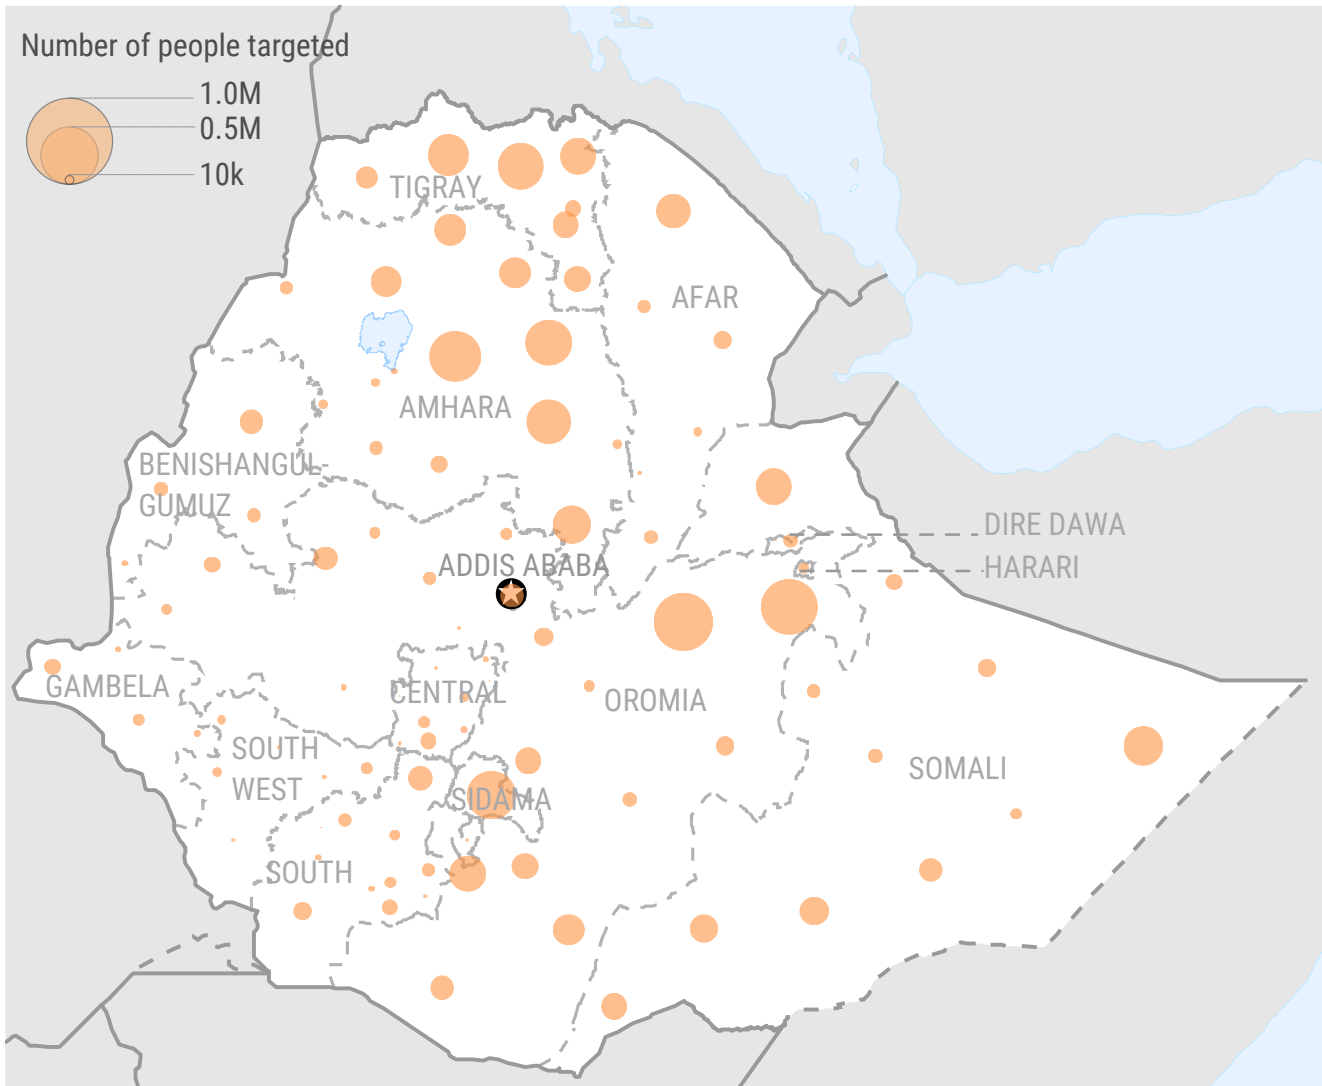 Number of people targeted
1.0M
0.5M
10k
TIGRAY
AFAR
AMHARA
BENISHANGUL-
GUMUZ
DIRE DAWA
ADDIS ABABA
HARARI
GAMBELA
CENTRAL
OROMIA
SOUTH
WEST
SOMALI
SIDAMA
SOUTH